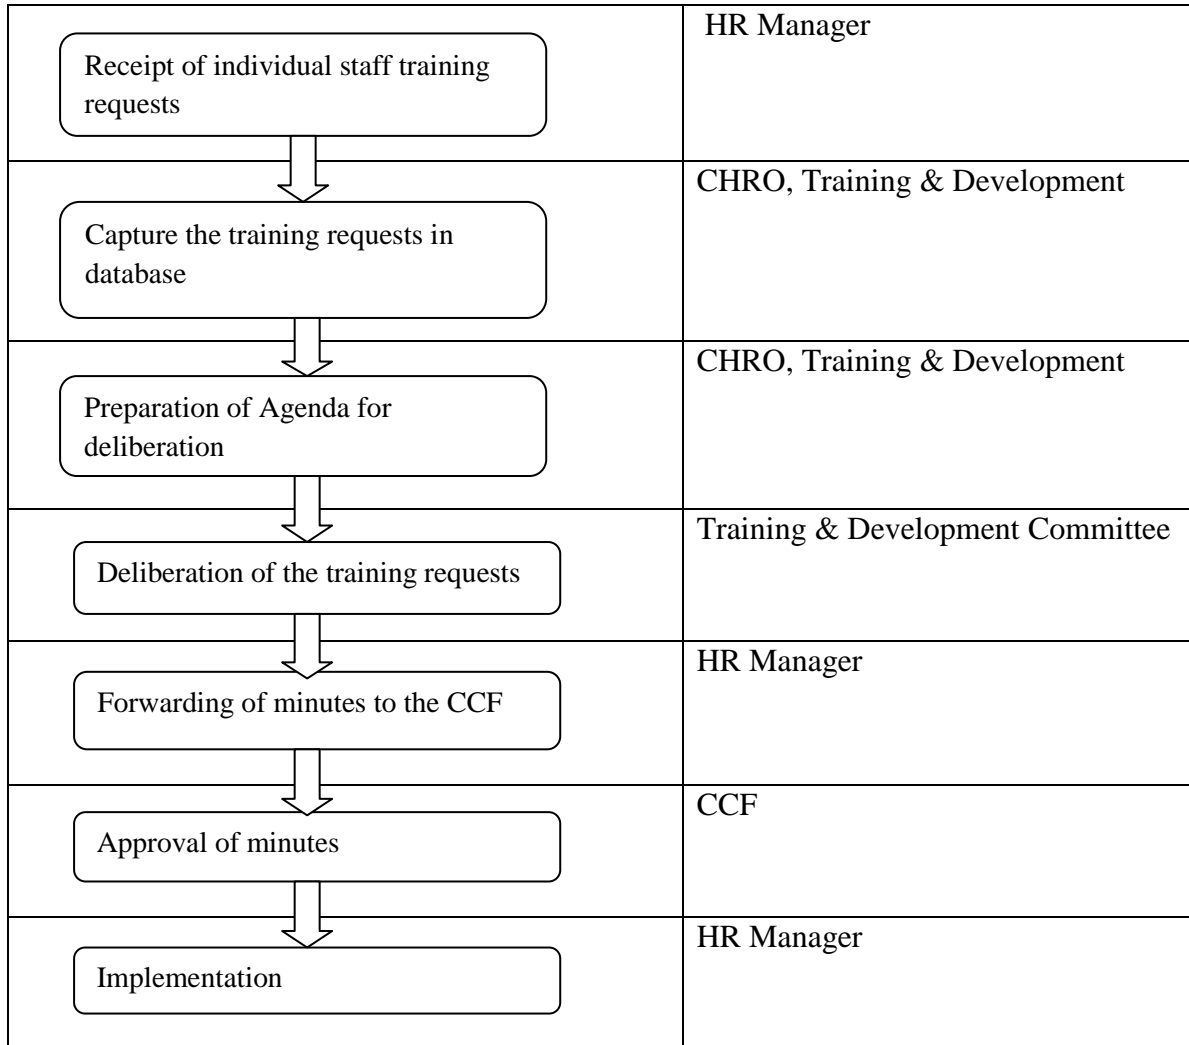 HR Manager
Receipt of individual staff training
requests
CHRO, Training & Development
Capture the training requests in
database
CHRO, Training & Development
Preparation of Agenda for
deliberation
Training & Development Committee
Deliberation of the training requests
HR Manager
Forwarding of minutes to the CCF
CCF
Approval of minutes
HR Manager
Implementation